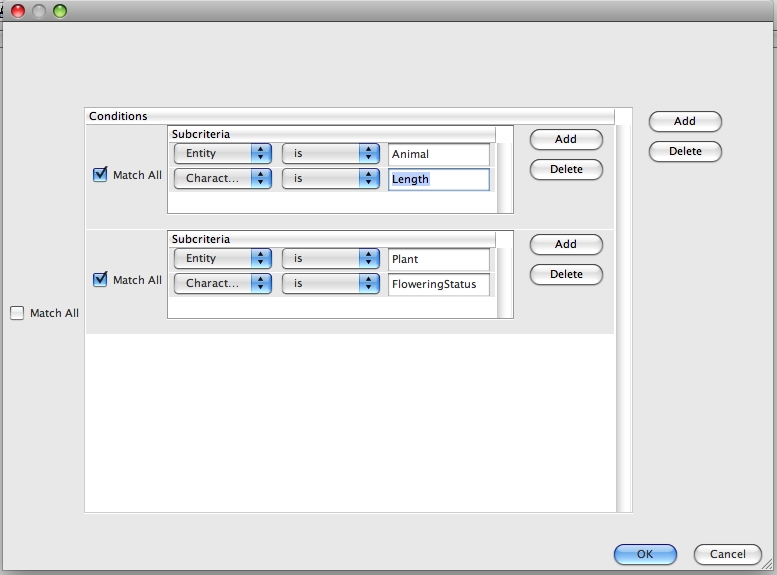 Conditions
Add
Subcriteria
Add
Entity is Animal
Delete
Delete
Match All
Charact... is Length
Subcriteria
Add
Entity is Plant
Delete
Match All
Charact... is FloweringStatus
Match All
OK Cancel